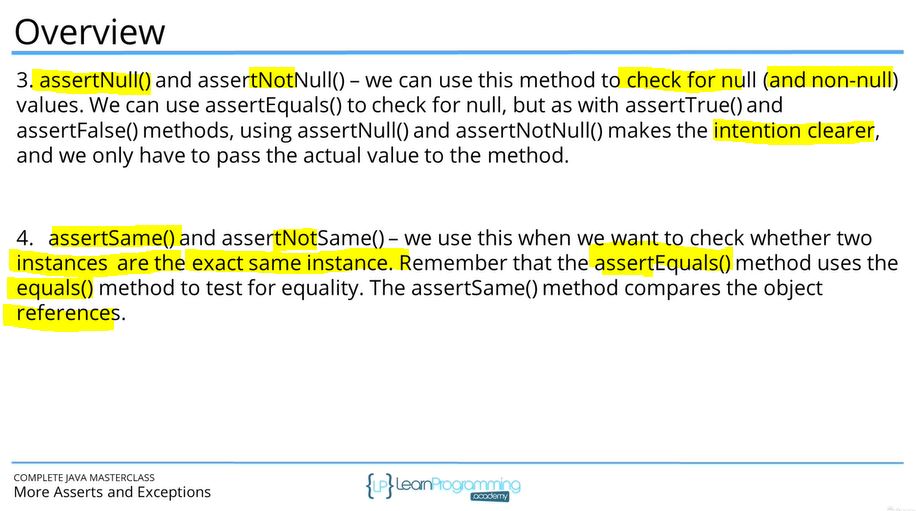 Overview
3. assertNull() and assertNotNull() – we can use this method to check for null (and non-null)
values. We can use assertEquals() to check for null, but as with assertTrue() and
assertFalse() methods, using assertNull() and assertNotNull() makes the intention clearer,
and we only have to pass the actual value to the method.
4. assertSame() and assertNotSame() – we use this when we want to check whether two
instances are the exact same instance. Remember that the assertEquals() method uses the
equals() method to test for equality. The assertSame() method compares the object
references.
COMPLETE JAVA MASTERCLASS
More Asserts and Exceptions
{LP} LearnProgramming
academy